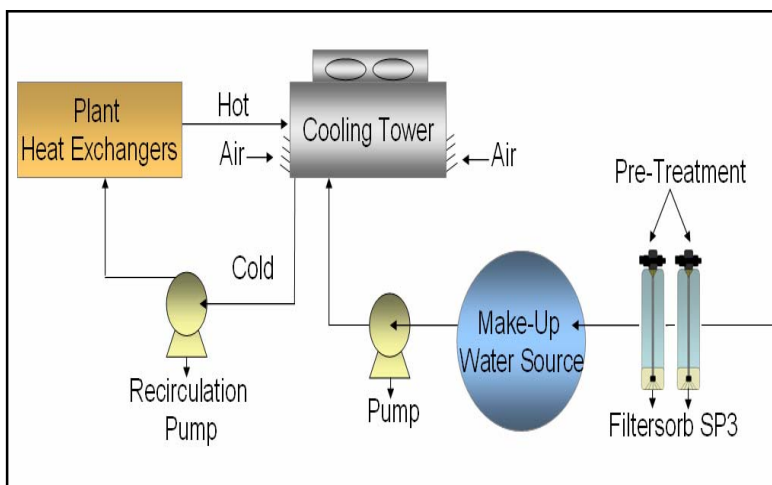 Plant
Heat Exchangers
Hot
Air
Cooling Tower
Air
Pre-Treatment
Cold
Make-Up
Water Source
Recirculation
Pump
Pump
Filtersorb SP3